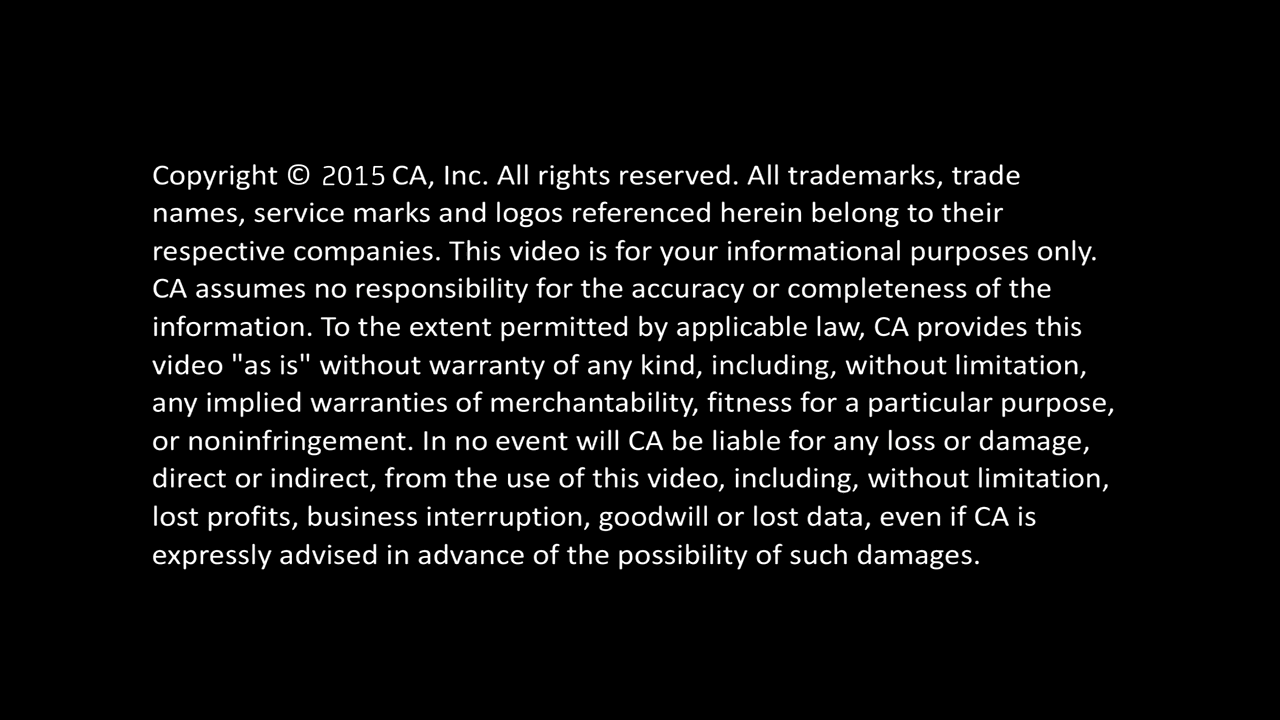 Copyright © 2015 CA, Inc. All rights reserved. All trademarks, trade
names, service marks and logos referenced herein belong to their
respective companies. This video is for your informational purposes only.
CA assumes no responsibility for the accuracy or completeness of the
information. To the extent permitted by applicable law, CA provides this
video "as is" without warranty of any kind, including, without limitation,
any implied warranties of merchantability, fitness for a particular purpose,
or noninfringement. In no event will CA be liable for any loss or damage,
direct or indirect, from the use of this video, including, without limitation,
lost profits, business interruption, goodwill or lost data, even if CA is
expressly advised in advance of the possibility of such damages.